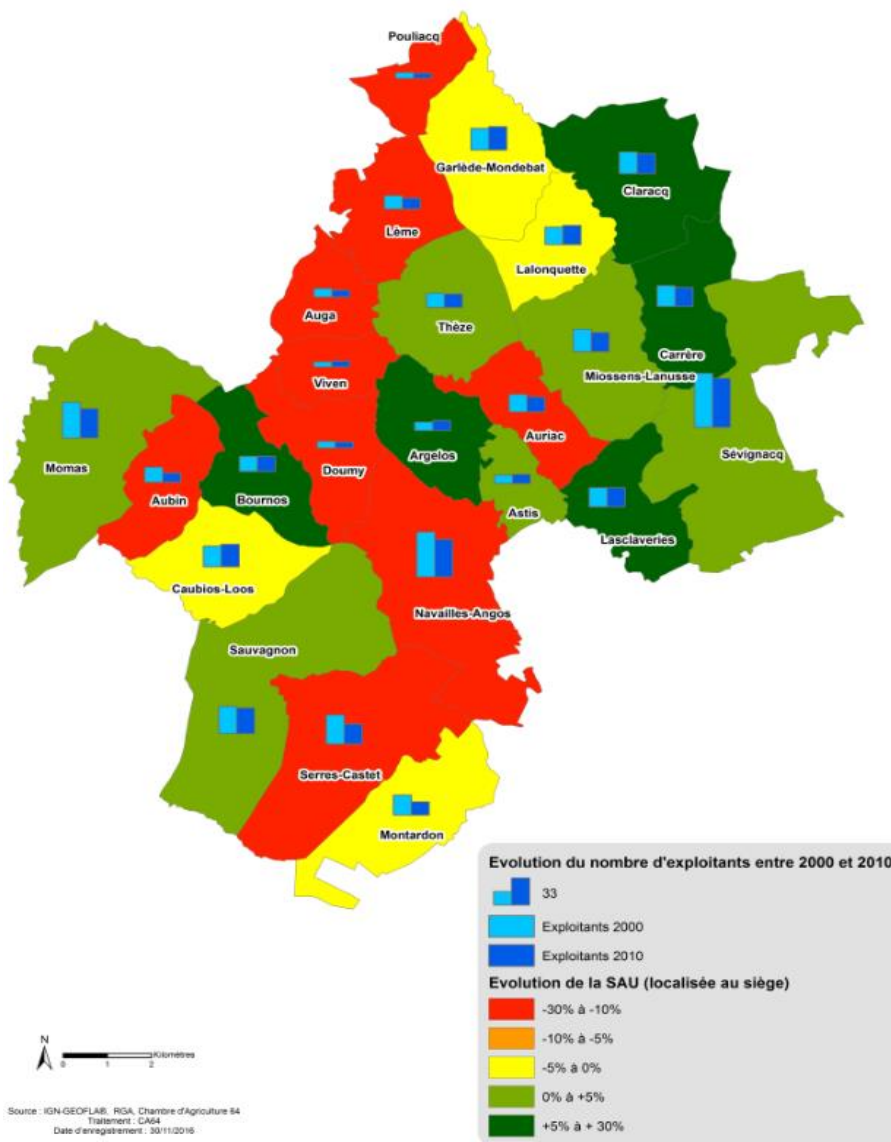 Pouliacq
Garlède-Mondebat
Claracq
Lème
Lalonquette
Auga
Thèze
Carrère
Miossens-Lanusse
Viven
Auriac
Argelos
Sévignacq
Momas
Doumy
Aubin
Bournos
Astis
Lasclaveries
Caubios-Loos
Navailles-Angos
Sauvagnon
Serres-Castet
Montardon
Evolution du nombre d'exploitants entre 2000 et 2010
33
Exploitants 2000
Exploitants 2010
Evolution de la SAU (localisée au siège)
-30% à -10%
-10% à -5%
-5% à 0%
0% à +5%
+5% à + 30%
N
Kilomètres
0 1 2
Source : IGN-GEOFLA®, RGA, Chambre d'Agriculture 64
Traitement : CA64
Date d'enregistrement : 30/11/2016